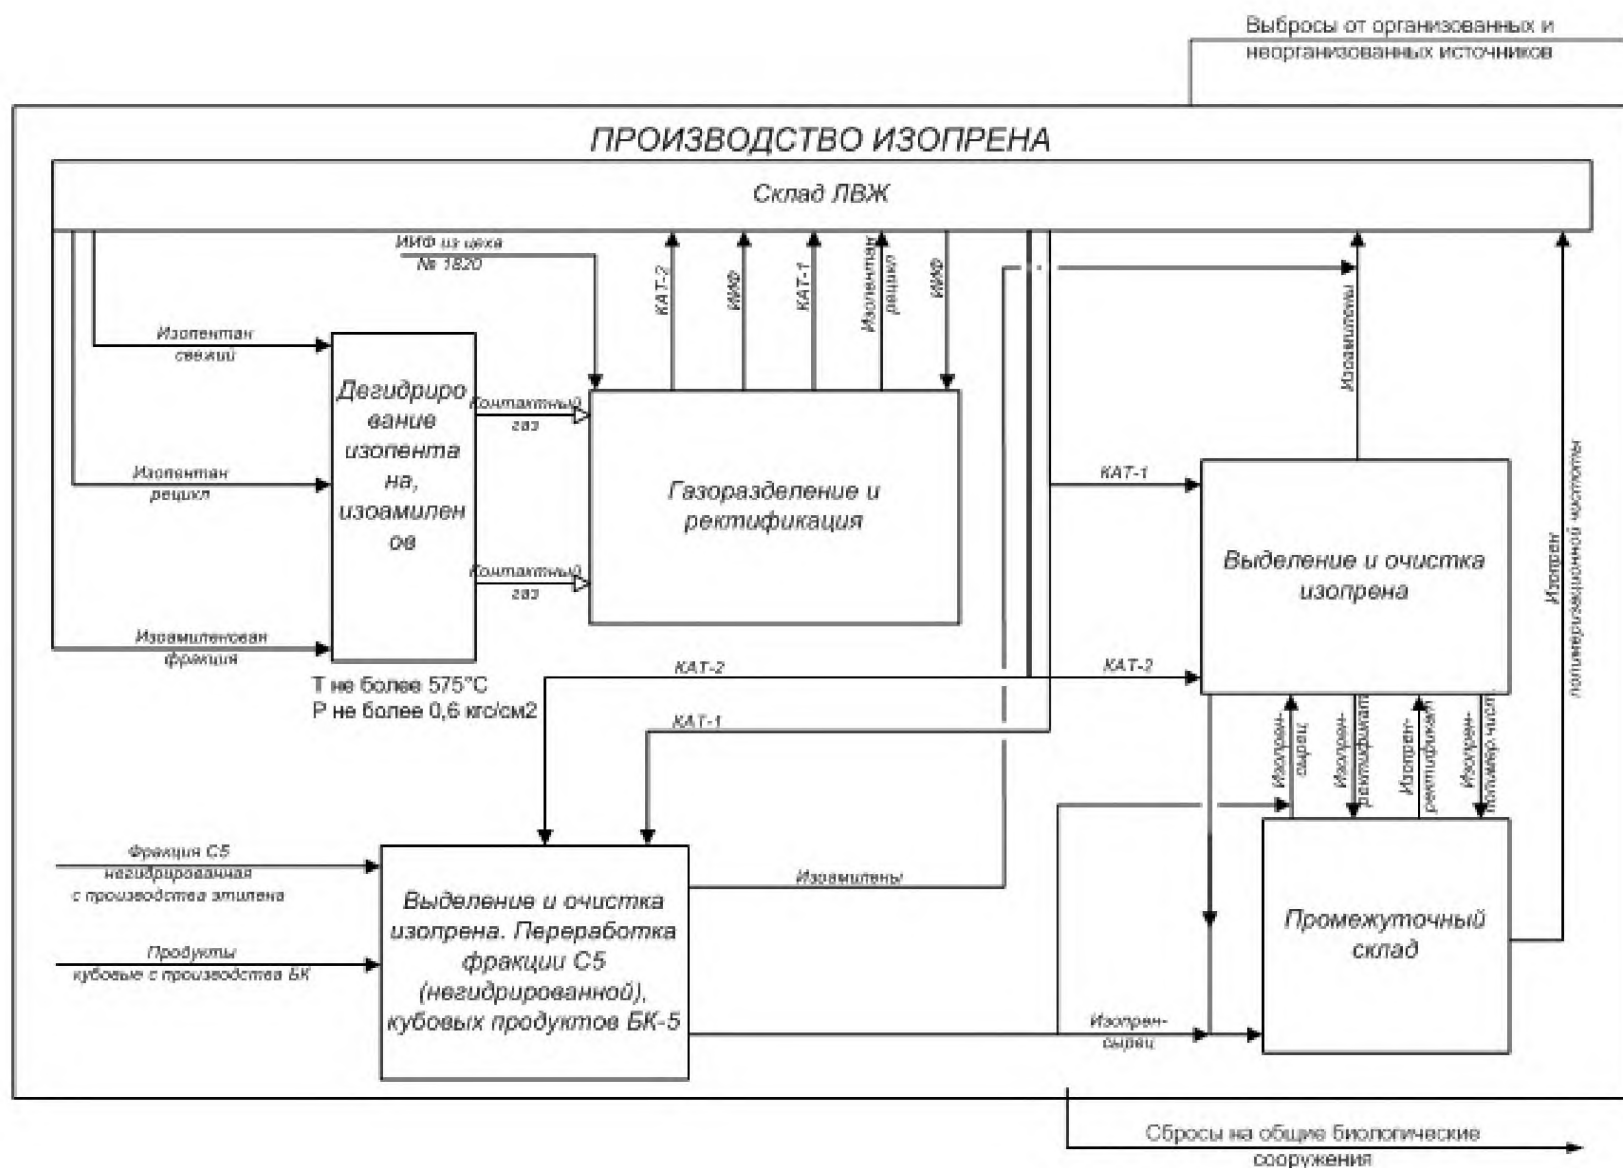 Выбросы от организованных и
неорганизованных источников
ПРОИЗВОДСТВО ИЗОПРЕНА
Склад ЛВЖ
ИИФ из цеха
№ 1820
КАТ-2
ИИФ
КАТ-1
Изопентан
рецикл
ИИФ
Изоамилены
Изопрен
полимеризационной чистоты
Изопентан
свежий
Изопентан
рецикл
Изоамиленовая
фракция
Дегидриро
вание
изопента
на,
изоамилен
ов
Контактный
газ
Контактный
газ
Газоразделение и
ректификация
КАТ-1
Выделение и очистка
изопрена
Т не более 575°С
Р не более 0,6 кгс/см2
КАТ-2
КАТ-2
КАТ-1
Изопрен-
сырец
Изопрен-
ректификат
Изопрен-
ректификат
Изопрен-
полимер.чист.
Фракция С5
негидрированная
с производства этилена
Продукты
кубовые с производства БК
Выделение и очистка
изопрена. Переработка
фракции С5
(негидрированной),
кубовых продуктов БК-5
Изоамилены
Промежуточный
склад
Изопрен-
сырец
Сбросы на общие биологические
сооружения